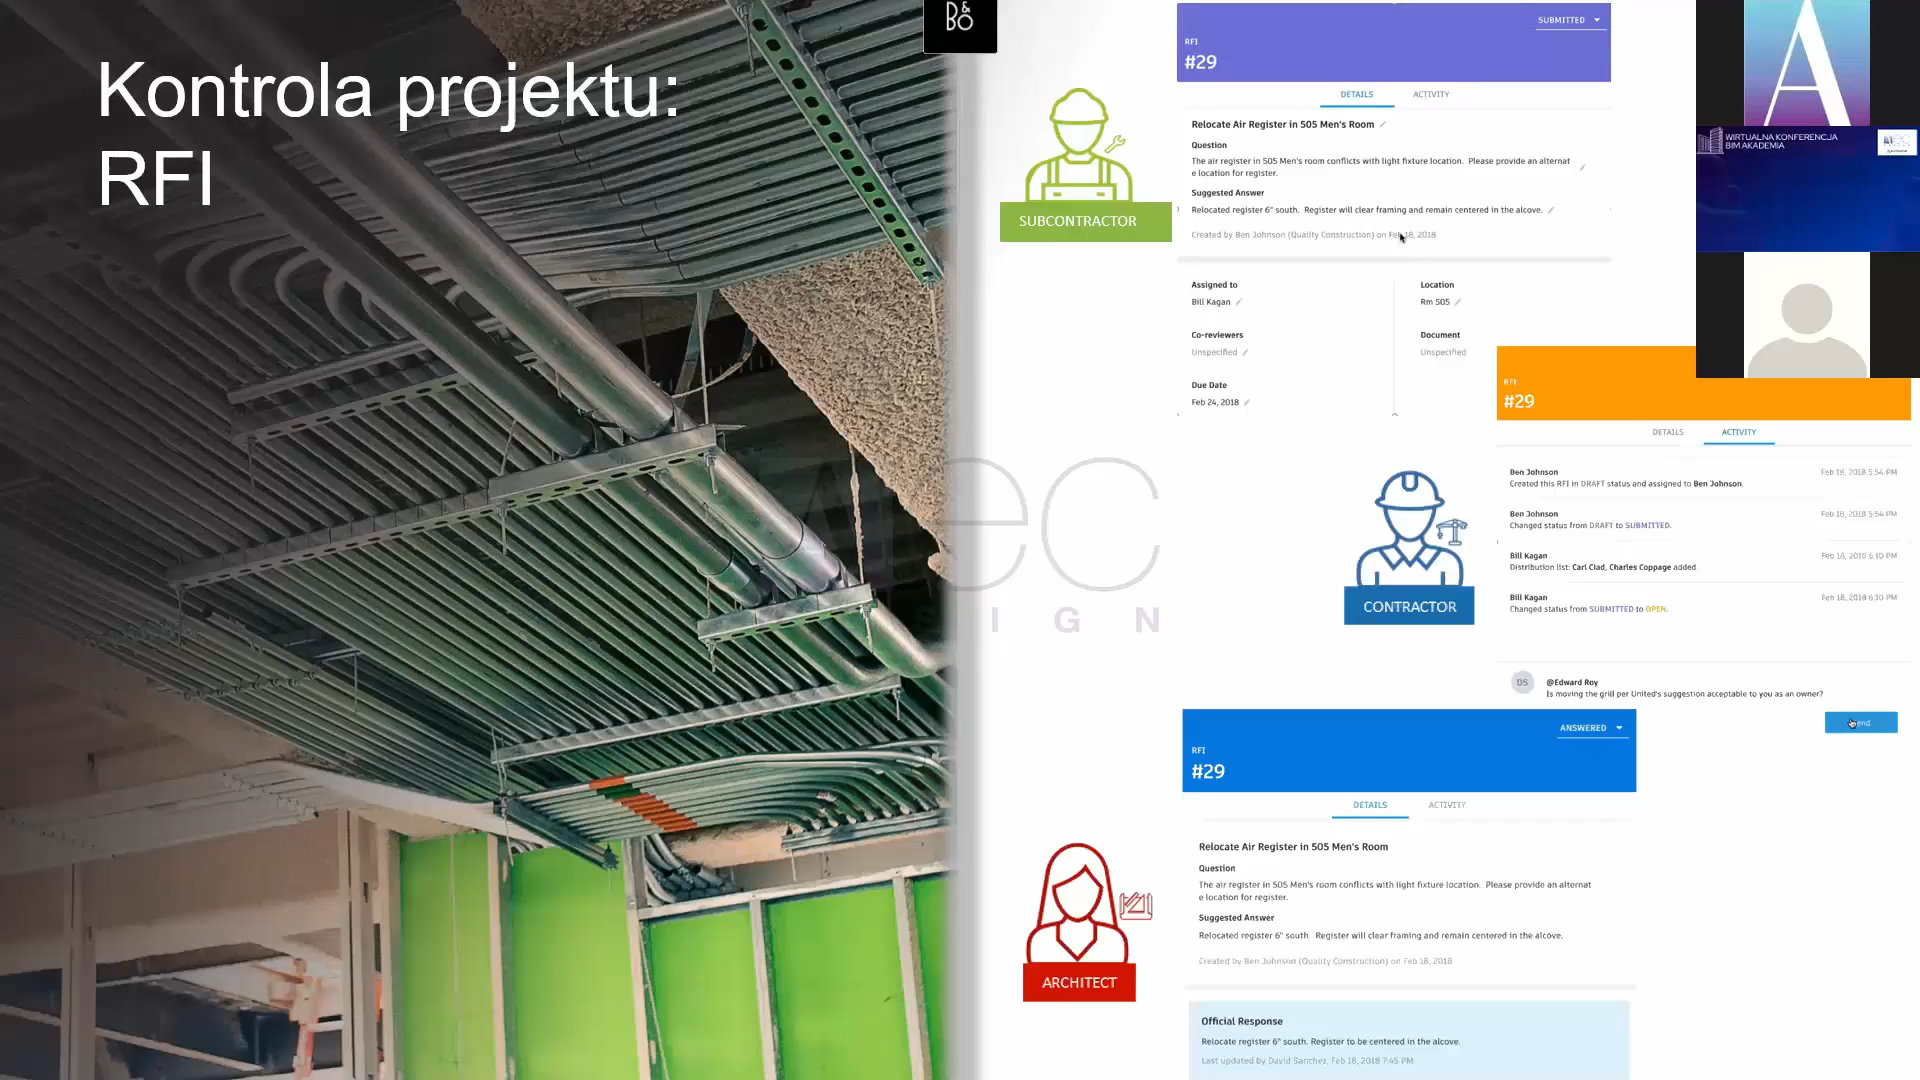 Kontrola projektu:
RFI
B&
BO
SUBCONTRACTOR
SUBMITTED
RFI
#29
DETAILS
ACTIVITY
Relocate Air Register in 505 Men's Room
Question
The air register in 505 Men's room conflicts with light fixture location. Please provide an alternat
e location for register.
Suggested Answer
Relocated register 6" south. Register will clear framing and remain centered in the alcove.
Created by Ben Johnson (Quality Construction) on Feb 18, 2018
Assigned to
Bill Kagan
Location
Rm 505
Co-reviewers
Unspecified
Document
Unspecified
Due Date
Feb 24, 2018
A
WIRTUALNA KONFERENCJA
BIM AKADEMIA
RFI
#29
DETAILS
ACTIVITY
Ben Johnson
Feb 18, 2018 5:54 PM
Created this RFI in DRAFT status and assigned to Ben Johnson.
Ben Johnson
Feb 18, 2018 5:54 PM
Changed status from DRAFT to SUBMITTED.
Bill Kagan
Feb 18, 2018 6:10 PM
Distribution list: Carl Clad, Charles Coppage added.
Bill Kagan
Feb 18, 2018 6:10 PM
Changed status from SUBMITTED to OPEN.
DS
@Edward Roy
Is moving the grill per United's suggestion acceptable to you as an owner?
CONTRACTOR
ec
SIGN
ARCHITECT
ANSWERED
RFI
#29
DETAILS
ACTIVITY
Relocate Air Register in 505 Men's Room
Question
The air register in 505 Men's room conflicts with light fixture location. Please provide an alternat
e location for register.
Suggested Answer
Relocated register 6" south. Register will clear framing and remain centered in the alcove.
Created by Ben Johnson (Quality Construction) on Feb 18, 2018
Official Response
Relocate register 6" south. Register to be centered in the alcove.
Last updated by David Sanchez, Feb 18, 2018 7:45 PM